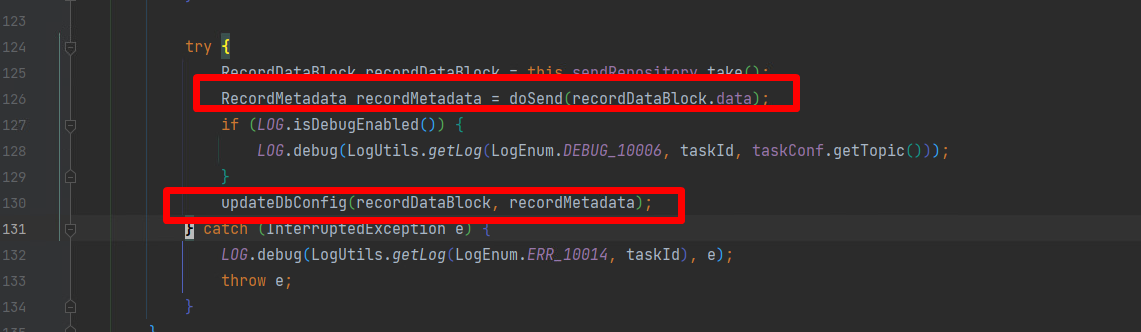 123
124 try {
125 RecordDataBlock recordDataBlock = this.sendRepository.take();
126 RecordMetadata recordMetadata = doSend(recordDataBlock.data);
127 if (LOG.isDebugEnabled()) {
128 LOG.debug(LogUtils.getLog(LogEnum.DEBUG_10006, taskId, taskConf.getTopic()));
129 }
130 updateDbConfig(recordDataBlock, recordMetadata);
131 } catch (InterruptedException e) {
132 LOG.debug(LogUtils.getLog(LogEnum.ERR_10014, taskId), e);
133 throw e;
134 }
135 }